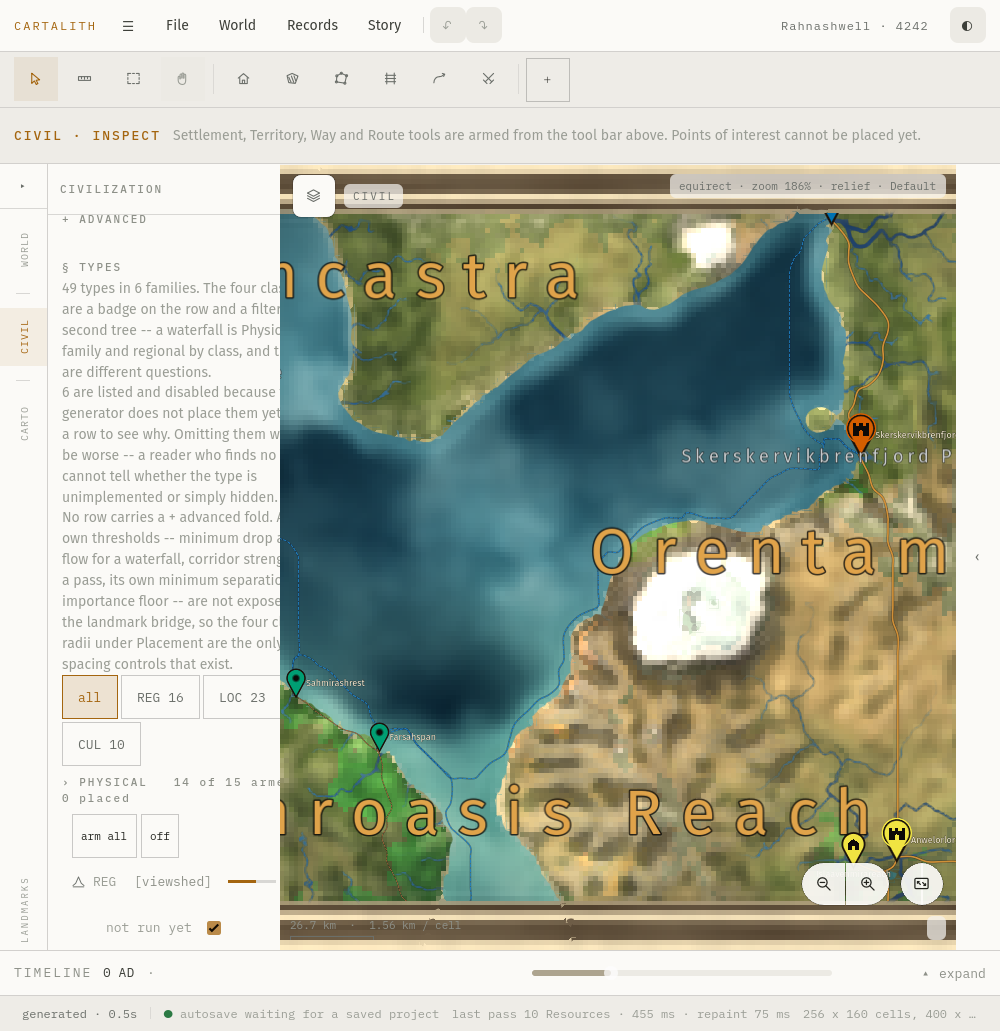 CARTALITH ☰ File World Records Story Rahnashwell · 4242
CIVIL · INSPECT Settlement, Territory, Way and Route tools are armed from the tool bar above. Points of interest cannot be placed yet.
CIVILIZATION
CIVIL
equirect · zoom 186% · relief · Default
WORLD
CIVIL
CARTO
LANDMARKS
+ ADVANCED
§ TYPES
49 types in 6 families. The four
are a badge on the row and a filter
second tree -- a waterfall is
family and regional by class, and
are different questions.
6 are listed and disabled because
generator does not place them yet
a row to see why. Omitting them
be worse -- a reader who finds no
cannot tell whether the type is
unimplemented or simply hidden.
No row carries a + advanced fold.
own thresholds -- minimum drop
flow for a waterfall, corridor
a pass, its own minimum
importance floor -- are not
the landmark bridge, so the four
radii under Placement are the only
spacing controls that exist.
all REG 16 LOC 23
CUL 10
› PHYSICAL 14 of 15
0 placed
arm all off
REG [viewshed]
not run yet
ncastra
Skerskervikbrenfjor
Skerskervikbrenfjord P
Orentam
Sahmirashrest
Farsahspan
roasis Reach
Anwelorfor
26.7 km · 1.56 km / cell
TIMELINE 0 AD · ▴ expand
generated · 0.5s autosave waiting for a saved project last pass 10 Resources · 455 ms · repaint 75 ms 256 x 160 cells, 400 x …